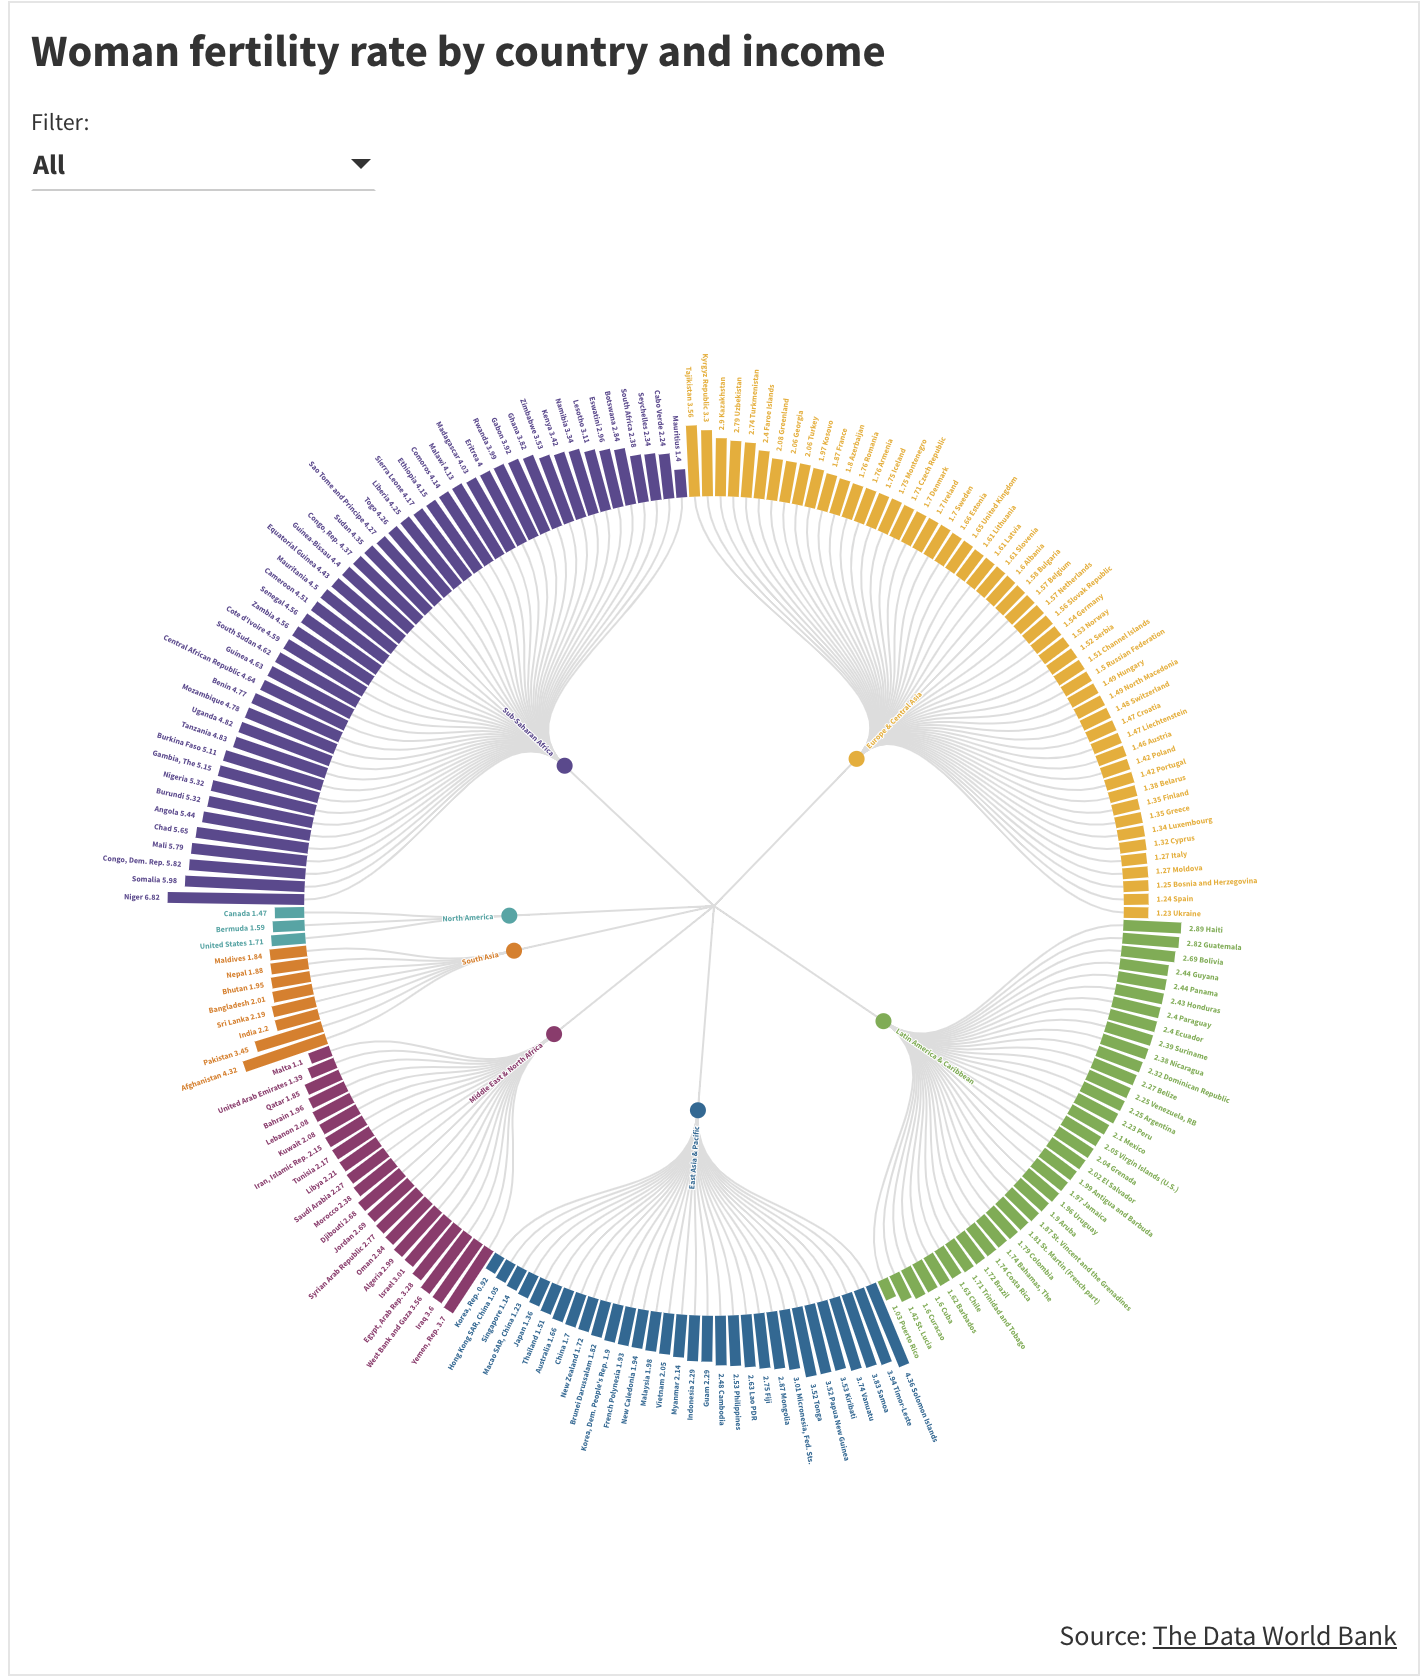 Woman fertility rate by country and income
Filter:
All
Tajikistan 3.56
Kyrgyz Republic 3.3
2.9 Kazakhstan
2.79 Uzbekistan
2.74 Turkmenistan
2.4 Faroe Islands
2.08 Greenland
2.06 Georgia
2.06 Turkey
1.97 Kosovo
1.87 France
1.8 Azerbaijan
1.76 Romania
1.76 Armenia
1.75 Iceland
1.75 Montenegro
1.71 Czech Republic
1.7 Denmark
1.7 Ireland
1.7 Sweden
1.66 Estonia
1.65 United Kingdom
1.61 Lithuania
1.61 Latvia
1.61 Slovenia
1.6 Albania
1.58 Bulgaria
1.57 Belgium
1.57 Netherlands
1.56 Slovak Republic
1.54 Germany
1.53 Norway
1.52 Serbia
1.51 Channel Islands
1.5 Russian Federation
1.49 Hungary
1.49 North Macedonia
1.48 Switzerland
1.47 Croatia
1.47 Liechtenstein
1.46 Austria
1.42 Poland
1.42 Portugal
1.38 Belarus
1.35 Finland
1.35 Greece
1.34 Luxembourg
1.32 Cyprus
1.27 Italy
1.27 Moldova
1.25 Bosnia and Herzegovina
1.24 Spain
1.23 Ukraine
Europe & Central Asia
2.89 Haiti
2.82 Guatemala
2.69 Bolivia
2.44 Guyana
2.44 Panama
2.43 Honduras
2.4 Paraguay
2.4 Ecuador
2.39 Suriname
2.38 Nicaragua
2.32 Dominican Republic
2.27 Belize
2.25 Venezuela, RB
2.25 Argentina
2.23 Peru
2.1 Mexico
2.05 Virgin Islands (U.S.)
2.04 Grenada
2.02 El Salvador
1.99 Antigua and Barbuda
1.97 Jamaica
1.96 Uruguay
1.9 Aruba
1.87 St. Vincent and the Grenadines
1.81 St. Martin (French part)
1.79 Colombia
1.74 Bahamas, The
1.74 Costa Rica
1.72 Brazil
1.71 Trinidad and Tobago
1.63 Chile
1.62 Barbados
1.6 Cuba
1.6 Curacao
1.42 St. Lucia
1.03 Puerto Rico
Latin America & Caribbean
4.36 Solomon Islands
3.94 Timor-Leste
3.83 Samoa
3.74 Vanuatu
3.53 Kiribati
3.52 Papua New Guinea
3.52 Tonga
3.01 Micronesia, Fed. Sts.
2.87 Mongolia
2.75 Fiji
2.63 Lao PDR
2.53 Philippines
2.48 Cambodia
Guam 2.29
Indonesia 2.29
Myanmar 2.14
Vietnam 2.05
Malaysia 1.98
New Caledonia 1.94
French Polynesia 1.93
Korea, Dem. People's Rep. 1.9
Brunei Darussalam 1.82
New Zealand 1.72
China 1.7
Australia 1.66
Thailand 1.51
Japan 1.36
Macao SAR, China 1.23
Singapore 1.14
Hong Kong SAR, China 1.05
Korea, Rep. 0.92
East Asia & Pacific
Yemen, Rep. 3.7
Iraq 3.6
West Bank and Gaza 3.56
Egypt, Arab Rep. 3.28
Israel 3.01
Algeria 2.99
Oman 2.84
Syrian Arab Republic 2.77
Jordan 2.69
Djibouti 2.68
Morocco 2.38
Saudi Arabia 2.27
Libya 2.21
Tunisia 2.17
Iran, Islamic Rep. 2.15
Kuwait 2.08
Lebanon 2.08
Bahrain 1.96
Qatar 1.85
United Arab Emirates 1.39
Malta 1.1
Middle East & North Africa
Afghanistan 4.32
Pakistan 3.45
India 2.2
Sri Lanka 2.19
Bangladesh 2.01
Bhutan 1.95
Nepal 1.88
Maldives 1.84
South Asia
United States 1.71
Bermuda 1.59
Canada 1.47
North America
Niger 6.82
Somalia 5.98
Congo, Dem. Rep. 5.82
Mali 5.79
Chad 5.65
Angola 5.44
Burundi 5.32
Nigeria 5.32
Gambia, The 5.15
Burkina Faso 5.11
Tanzania 4.83
Uganda 4.82
Mozambique 4.78
Benin 4.77
Central African Republic 4.64
Guinea 4.63
South Sudan 4.62
Cote d'Ivoire 4.59
Zambia 4.56
Senegal 4.56
Cameroon 4.51
Mauritania 4.5
Equatorial Guinea 4.43
Guinea-Bissau 4.4
Congo, Rep. 4.37
Sudan 4.35
Sao Tome and Principe 4.27
Togo 4.26
Liberia 4.25
Sierra Leone 4.17
Ethiopia 4.15
Comoros 4.14
Malawi 4.13
Madagascar 4.03
Eritrea 4
Rwanda 3.99
Gabon 3.92
Ghana 3.82
Zimbabwe 3.53
Kenya 3.42
Namibia 3.34
Lesotho 3.11
Eswatini 2.96
Botswana 2.84
South Africa 2.38
Seychelles 2.34
Cabo Verde 2.24
Mauritius 1.4
Sub-Saharan Africa
Source: The Data World Bank